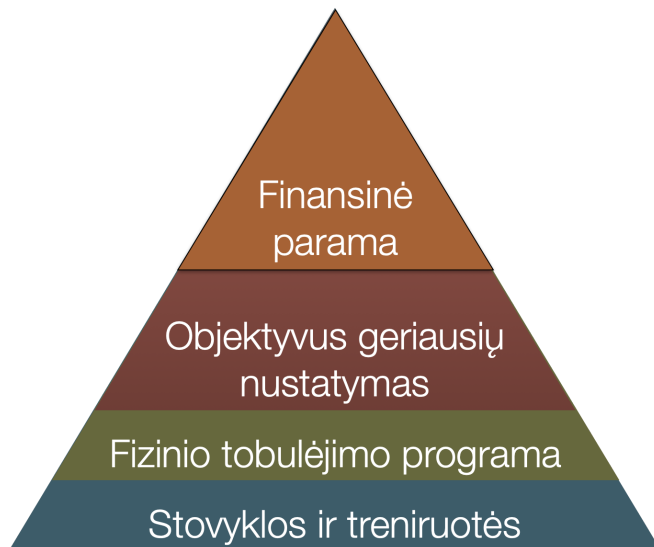 Finansinė
parama
Objektyvus geriausių
nustatymas
Fizinio tobulėjimo programa
Stovyklos ir treniruotės